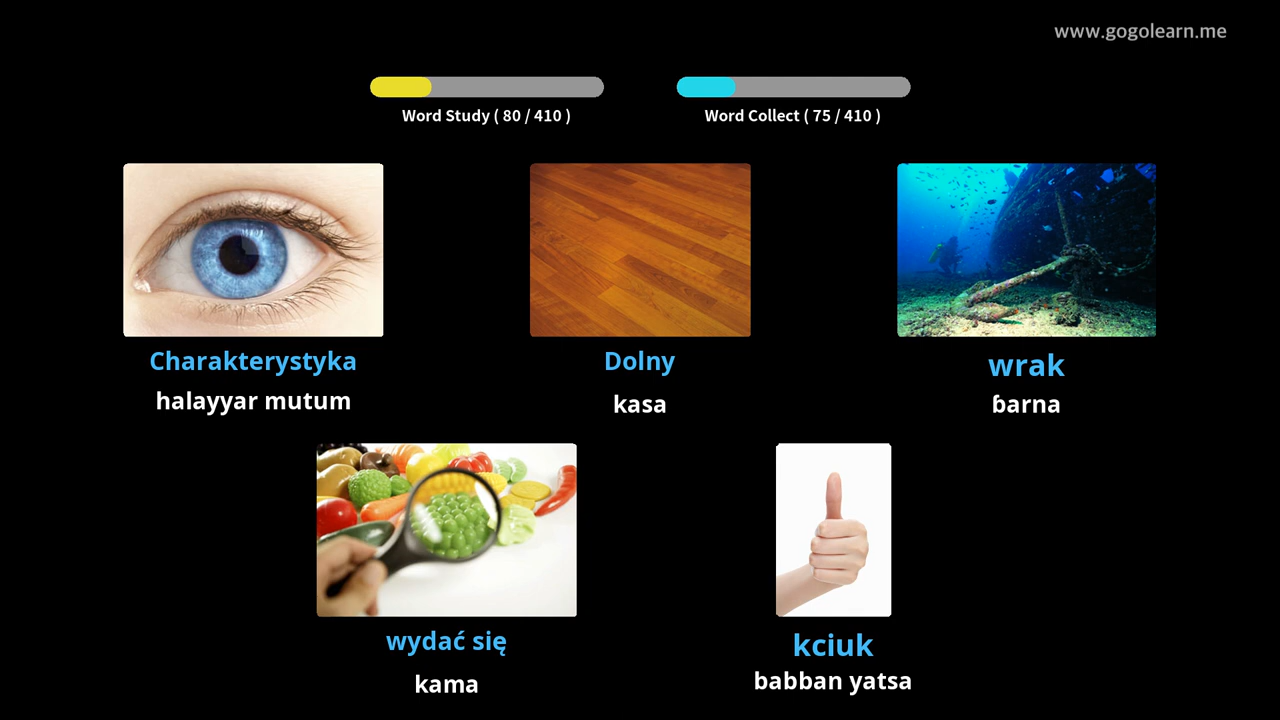 www.gogolearn.me
Word Study ( 80 / 410 )
Word Collect ( 75 / 410 )
Charakterystyka
halayyar mutum
Dolny
kasa
wrak
ɓarna
wydać się
kama
kciuk
babban yatsa